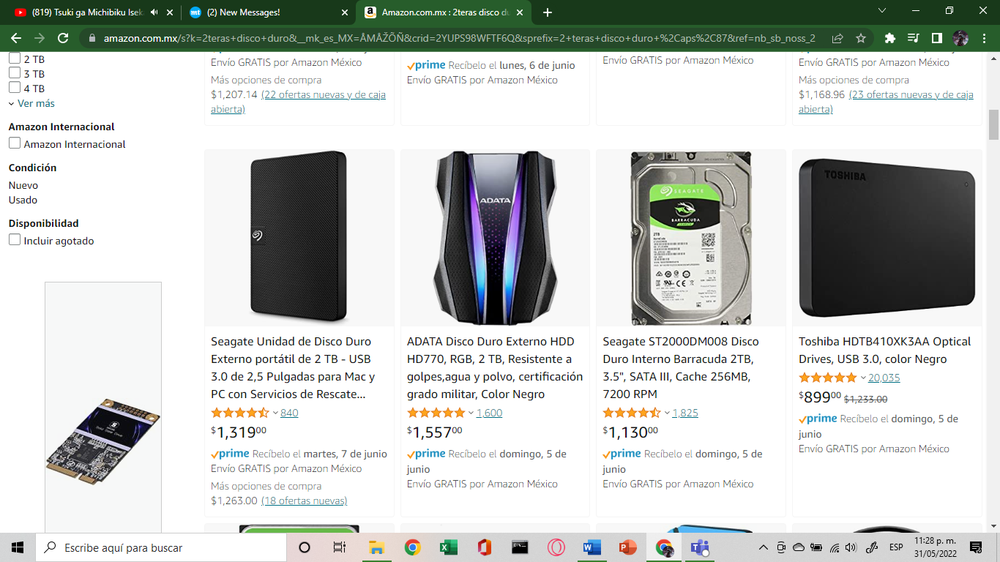 (819) Tsuki ga Michibiku Isek
(2) New Messages!
Amazon.com.mx : 2teras disco du
amazon.com.mx/s?k=2teras+disco+duro&__mk_es_MX=ÅMÅŽÕÑ&crid=2YUPS98WFTF6Q&sprefix=2+teras+disco+duro+%2Caps%2C87&ref=nb_sb_noss_2
2 TB
3 TB
4 TB
Ver más
Amazon Internacional
Amazon Internacional
Condición
Nuevo
Usado
Disponibilidad
Incluir agotado
Envío GRATIS por Amazon México
Más opciones de compra
$1,207.14 (22 ofertas nuevas y de caja
abierta)
prime Recíbelo el lunes, 6 de junio
Envío GRATIS por Amazon México
Envío GRATIS por Amazon México
Envío GRATIS por Amazon México
Más opciones de compra
$1,168.96 (23 ofertas nuevas y de caja
abierta)
ADATA
SEAGATE
BARRACUDA
2TB
TOSHIBA
Seagate Unidad de Disco Duro
Externo portátil de 2 TB - USB
3.0 de 2,5 Pulgadas para Mac y
PC con Servicios de Rescate...
840
$1,319.00
prime Recíbelo el martes, 7 de junio
Envío GRATIS por Amazon México
Más opciones de compra
$1,263.00 (18 ofertas nuevas)
ADATA Disco Duro Externo HDD
HD770, RGB, 2 TB, Resistente a
golpes,agua y polvo, certificación
grado militar, Color Negro
1,600
$1,557.00
prime Recíbelo el domingo, 5 de
junio
Envío GRATIS por Amazon México
Seagate ST2000DM008 Disco
Duro Interno Barracuda 2TB,
3.5", SATA III, Cache 256MB,
7200 RPM
1,825
$1,130.00
prime Recíbelo el domingo, 5 de
junio
Envío GRATIS por Amazon México
Toshiba HDTB410XK3AA Optical
Drives, USB 3.0, color Negro
20,035
$899.00 $1,233.00
prime Recíbelo el domingo, 5 de
junio
Envío GRATIS por Amazon México
Escribe aquí para buscar
ESP
11:28 p. m.
31/05/2022